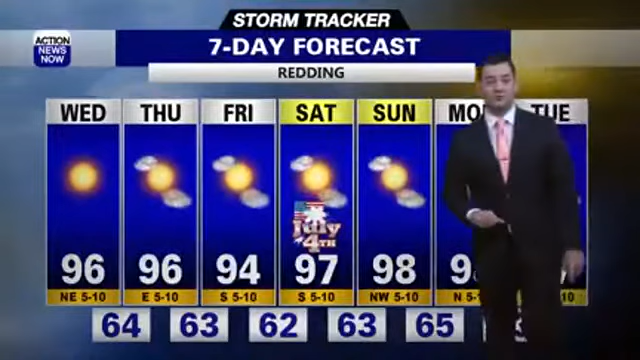 STORM TRACKER
ACTION
NEWS
NOW
7-DAY FORECAST
REDDING
WED THU FRI SAT SUN TUE
July
4TH
96 96 94 97 98
NE 5-10 E 5-10 S 5-10 S 5-10 NW 5-10
64 63 62 63 65